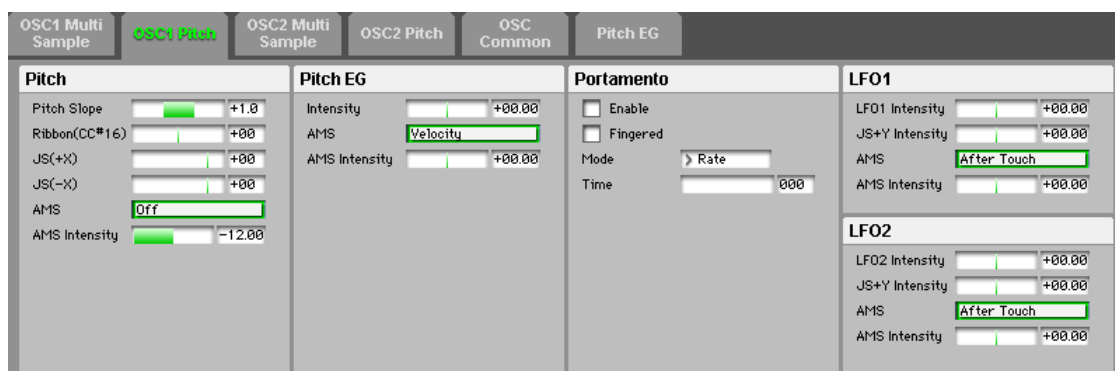 OSC1 Multi
Sample
OSC1 Pitch
OSC2 Multi
Sample
OSC2 Pitch
OSC
Common
Pitch EG
Pitch
Pitch Slope +1.0
Ribbon(CC#16) +00
JS(+X) +00
JS(-X) +00
AMS Off
AMS Intensity -12.00
Pitch EG
Intensity +00.00
AMS Velocity
AMS Intensity +00.00
Portamento
Enable
Fingered
Mode > Rate
Time 000
LFO1
LFO1 Intensity +00.00
JS+Y Intensity +00.00
AMS After Touch
AMS Intensity +00.00
LFO2
LFO2 Intensity +00.00
JS+Y Intensity +00.00
AMS After Touch
AMS Intensity +00.00